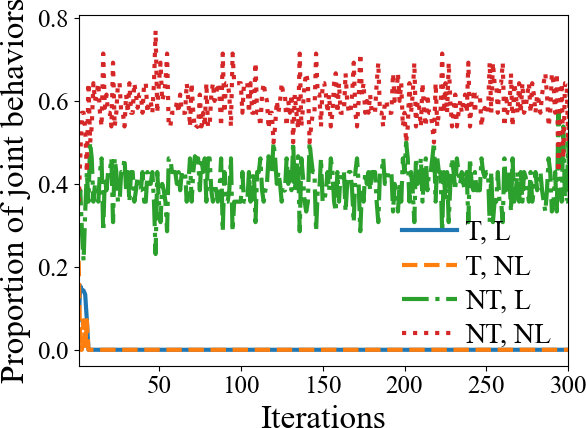 Proportion of joint behaviors
0.8
0.6
0.4
0.2
0.0
T, L
T, NL
NT, L
NT, NL
50
100
150
200
250
300
Iterations